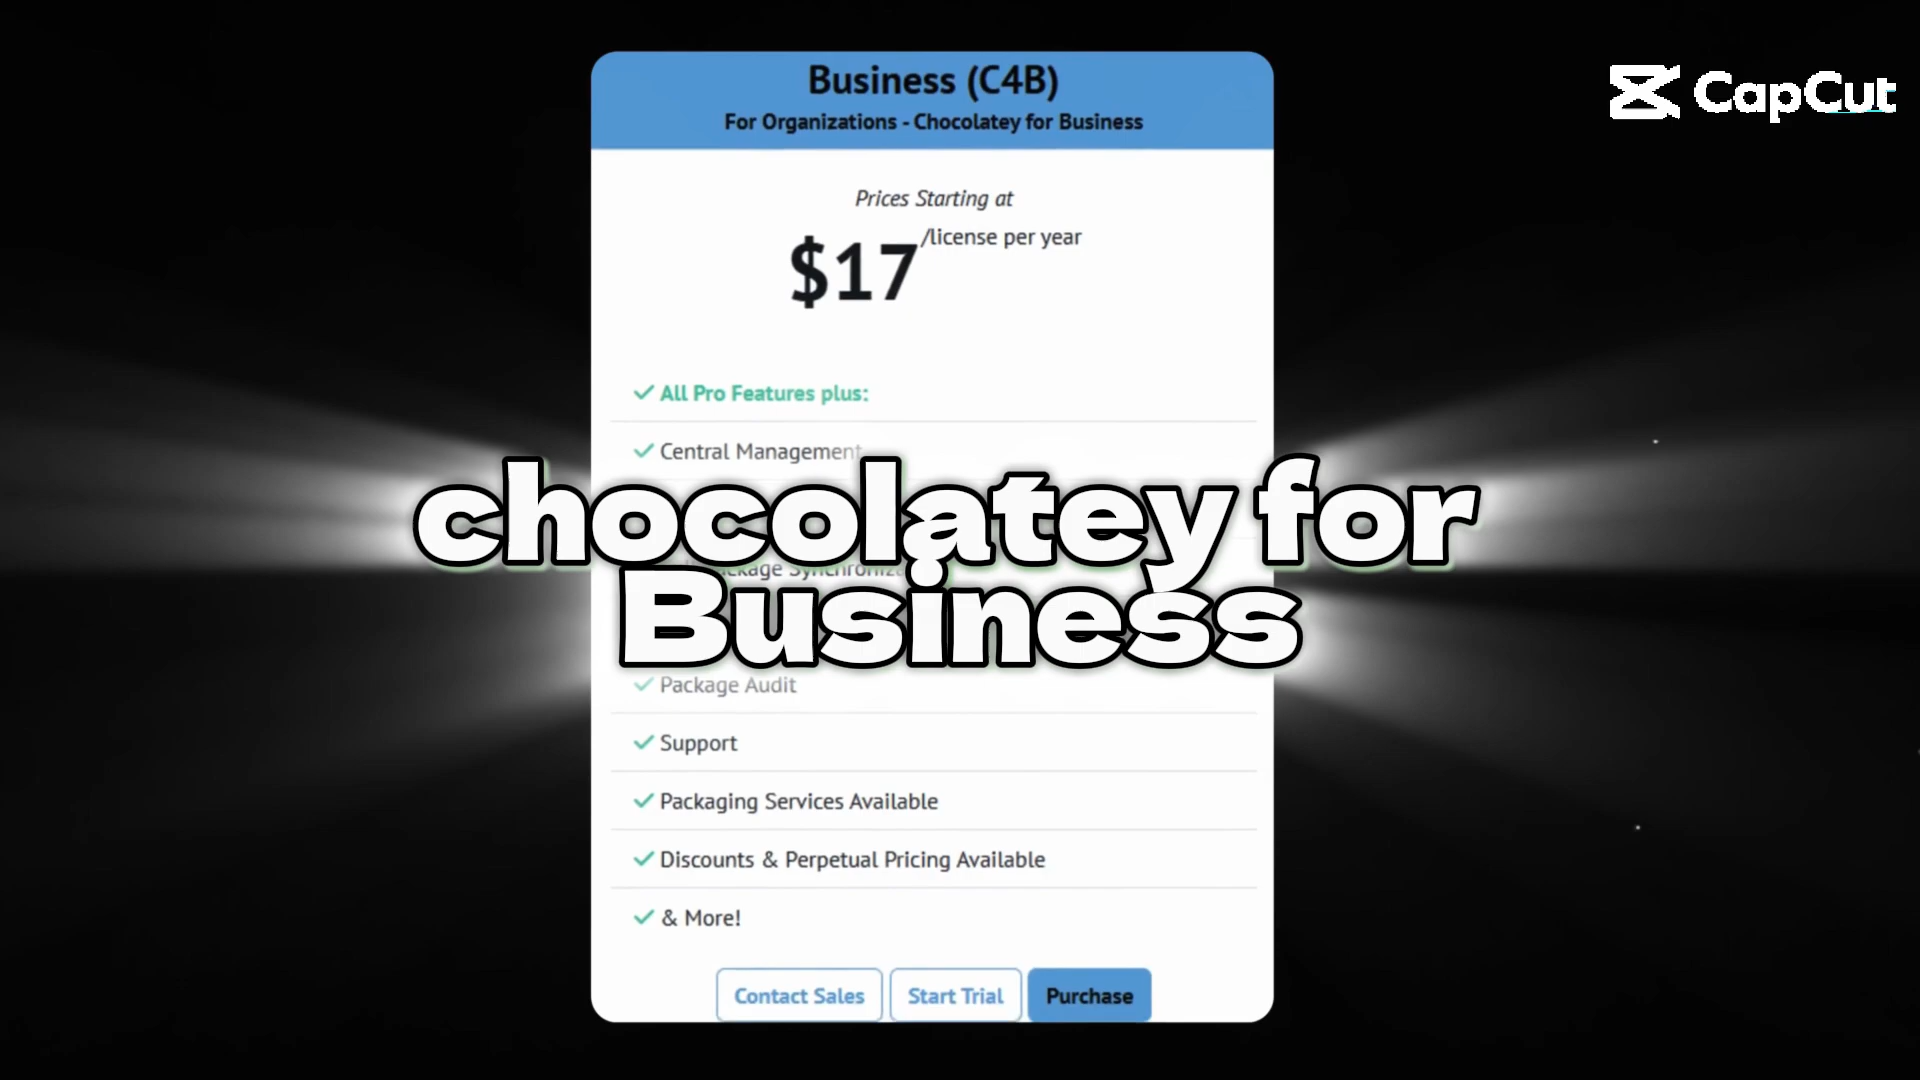 Business (C4B)
For Organizations - Chocolatey for Business
CapCut
Prices Starting at
$17 /license per year
All Pro Features plus:
Central Management
chocolatey for
Business
Package Audit
Support
Packaging Services Available
Discounts & Perpetual Pricing Available
& More!
Contact Sales
Start Trial
Purchase